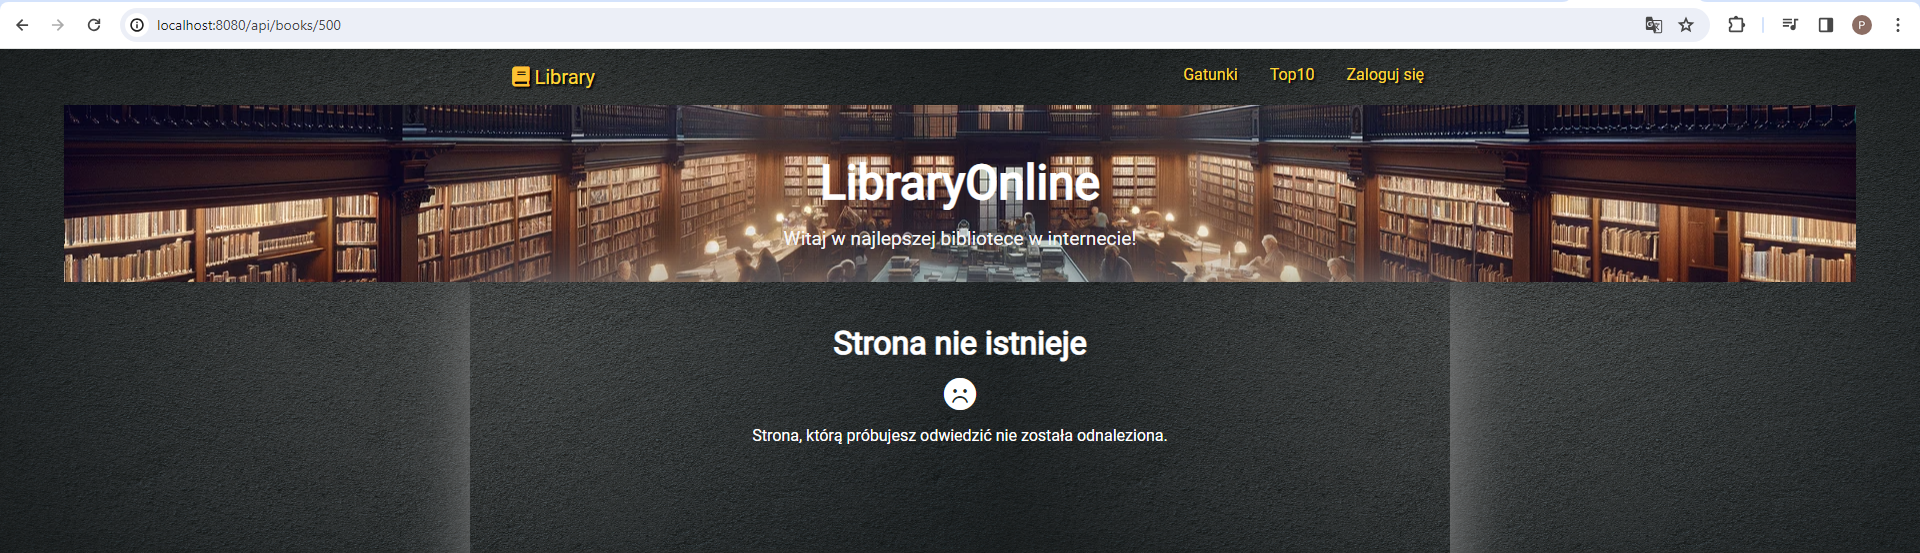 localhost:8080/api/books/500
P
Library
Gatunki Top10 Zaloguj się
LibraryOnline
Witaj w najlepszej bibliotece w internecie!
Strona nie istnieje
Strona, którą próbujesz odwiedzić nie została odnaleziona.